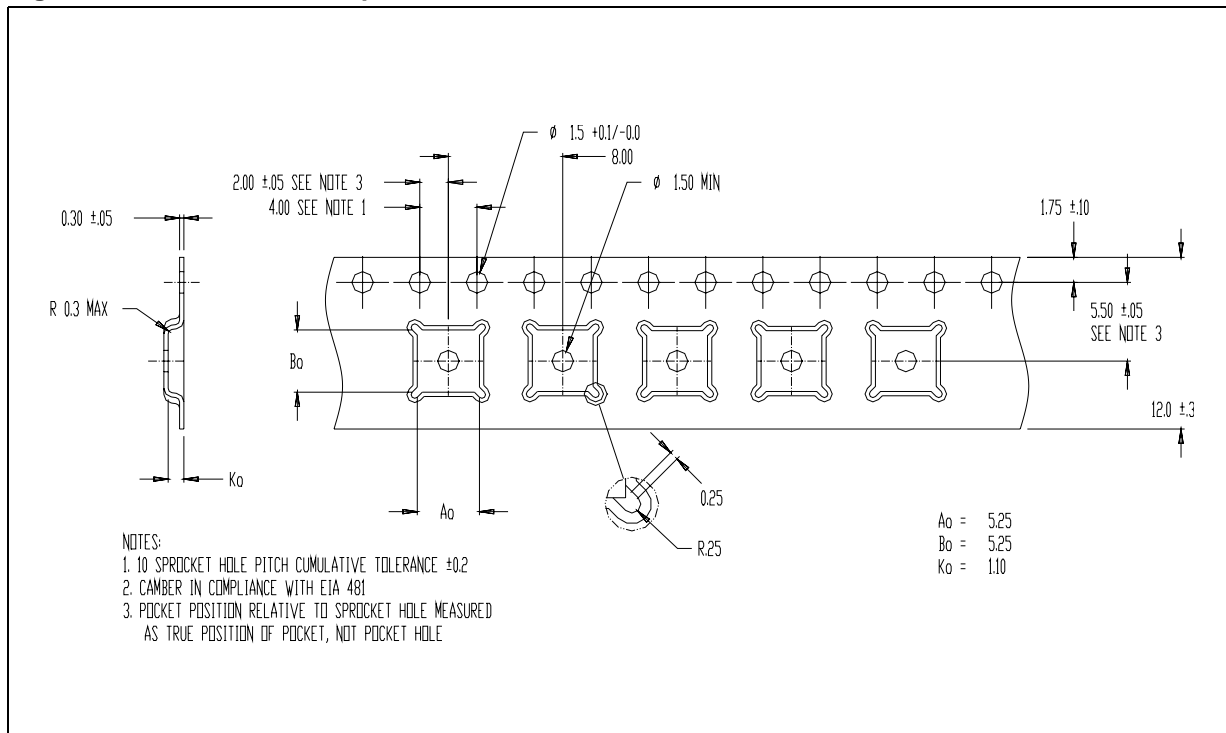 ø 1.5 +0.1/-0.0
8.00
2.00 ±.05 SEE NOTE 3
ø 1.50 MIN
4.00 SEE NOTE 1
0.30 ±.05
1.75 ±.10
R 0.3 MAX
5.50 ±.05
SEE NOTE 3
Bo
12.0 ±.3
Ko
Ao
0.25
R.25
Ao = 5.25
Bo = 5.25
Ko = 1.10
NOTES:
1. 10 SPROCKET HOLE PITCH CUMULATIVE TOLERANCE ±0.2
2. CAMBER IN COMPLIANCE WITH EIA 481
3. POCKET POSITION RELATIVE TO SPROCKET HOLE MEASURED
AS TRUE POSITION OF POCKET, NOT POCKET HOLE